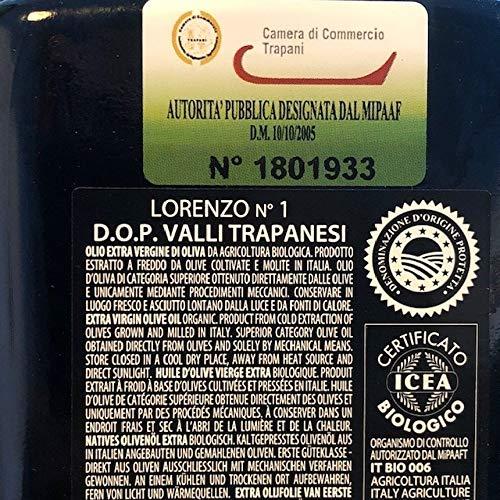 Camera di Commercio
TRAPANI
Camera di Commercio
Trapani
AUTORITA' PUBBLICA DESIGNATA DAL MIPAAF
D.M. 10/10/2005
N° 1801933
LORENZO N° 1
D.O.P. VALLI TRAPANESI
OLIO EXTRA VERGINE DI OLIVA DA AGRICOLTURA BIOLOGICA. PRODOTTO
ESTRATTO A FREDDO DA OLIVE COLTIVATE E MOLITE IN ITALIA. OLIO
D'OLIVA DI CATEGORIA SUPERIORE OTTENUTO DIRETTAMENTE DALLE OLIVE
E UNICAMENTE MEDIANTE PROCEDIMENTI MECCANICI. CONSERVARE IN
LUOGO FRESCO E ASCIUTTO LONTANO DALLA LUCE E DA FONTI DI CALORE.
EXTRA VIRGIN OLIVE OIL ORGANIC. PRODUCT FROM COLD EXTRACTION OF
OLIVES GROWN AND MILLED IN ITALY. SUPERIOR CATEGORY OLIVE OIL
OBTAINED DIRECTLY FROM OLIVES AND SOLELY BY MECHANICAL MEANS.
STORE CLOSED IN A COOL DRY PLACE, AWAY FROM HEAT SOURCE AND
DIRECT SUNLIGHT. HUILE D'OLIVE VIERGE EXTRA BIOLOGIQUE. PRODUIT
EXTRAIT À FROID À BASE D'OLIVES CULTIVÉES ET PRESSÉES EN ITALIE. HUILE
D'OLIVE DE CATÉGORIE SUPÉRIEURE OBTENUE DIRECTEMENT DES OLIVES ET
UNIQUEMENT PAR DES PROCÉDÉS MÉCANIQUES. À CONSERVER DANS UN
ENDROIT FRAIS ET SEC À L'ABRI DE LA LUMIÈRE ET DE LA CHALEUR.
NATIVES OLIVENÖL EXTRA BIOLOGISCH. KALTGEPRESSTES OLIVENÖL AUS
IN ITALIEN ANGEBAUTEN UND GEMAHLENEN OLIVEN. ERSTE GÜTEKLASSE-
DIREKT AUS OLIVEN AUSSCHLIESSLICH MIT MECHANISCHEN VERFAHREN
GEWONNEN. AN EINEM KÜHLEN UND TROCKENEN ORT AUFBEWAHREN,
FERN VON LICHT UND WÄRMEQUELLEN. EXTRA OLIJFOLIE VAN EERSTE
DENOMINAZIONE D'ORIGINE PROTETTA
CERTIFICATO
ICEA
BIOLOGICO
ORGANISMO DI CONTROLLO
AUTORIZZATO DAL MiPAAFT
IT BIO 006
AGRICOLTURA ITALIA
ITALY AGRICULTURE